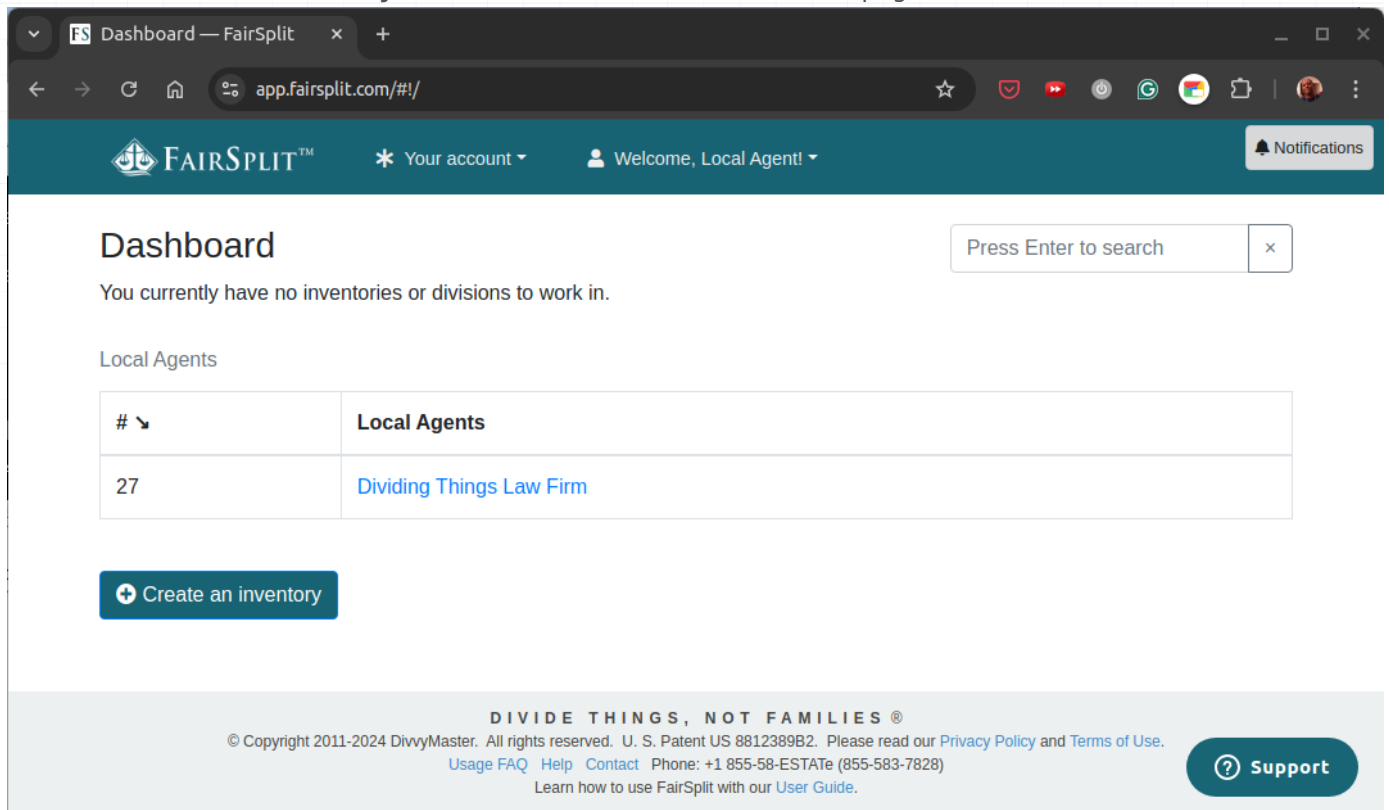 FS Dashboard — FairSplit × +
app.fairsplit.com/#!/
FAIRSPLIT™ Your account Welcome, Local Agent! Notifications
Dashboard
Press Enter to search ×
You currently have no inventories or divisions to work in.
Local Agents
# ↘ Local Agents
27 Dividing Things Law Firm
Create an inventory
DIVIDE THINGS, NOT FAMILIES ®
© Copyright 2011-2024 DivvyMaster. All rights reserved. U. S. Patent US 8812389B2. Please read our Privacy Policy and Terms of Use.
Usage FAQ Help Contact Phone: +1 855-58-ESTATe (855-583-7828)
Learn how to use FairSplit with our User Guide.
? Support